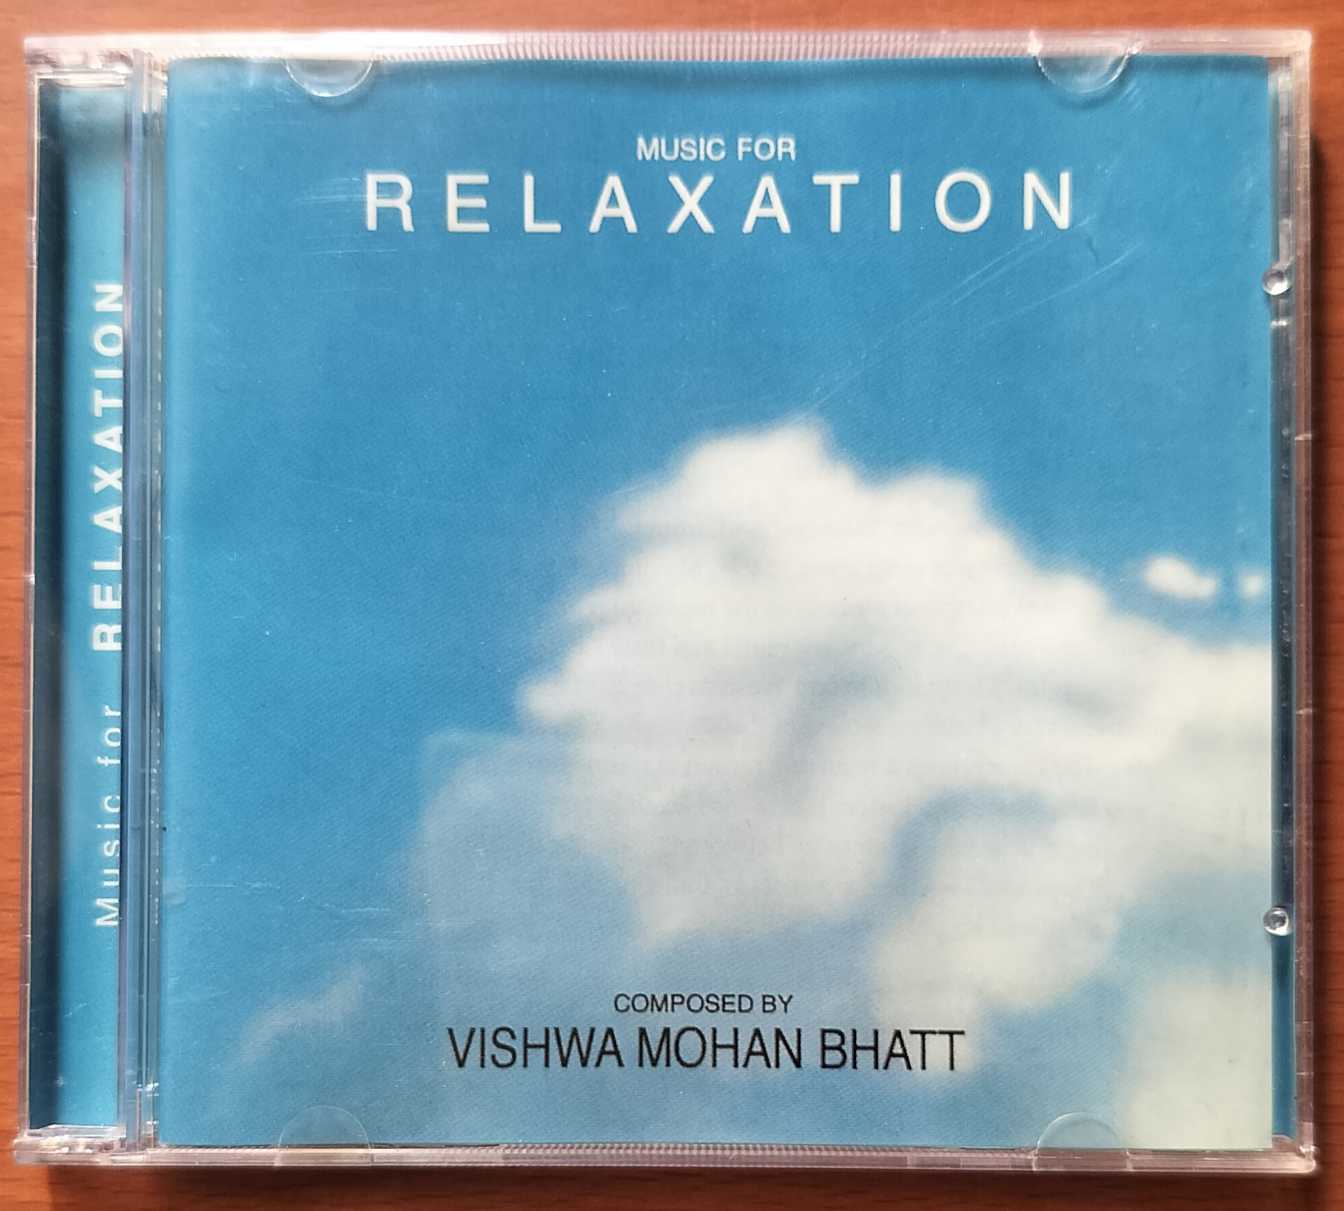 MUSIC FOR
RELAXATION
COMPOSED BY
VISHWA MOHAN BHATT
Music for RELAXATION